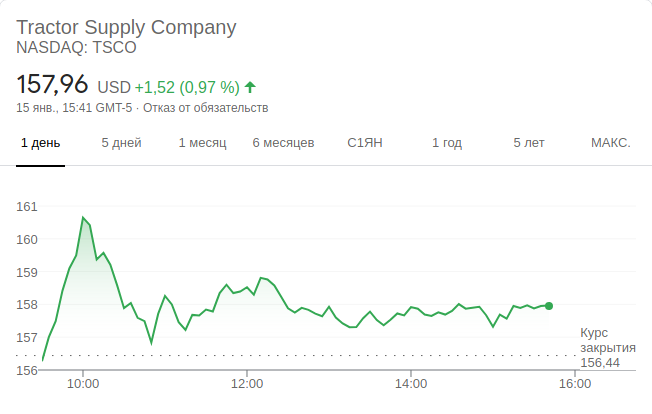 Tractor Supply Company
NASDAQ: TSCO
157,96 USD +1,52 (0,97 %)
15 янв., 15:41 GMT-5 · Отказ от обязательств
1 день 5 дней 1 месяц 6 месяцев С1ЯН 1 год 5 лет МАКС.
161
160
159
158
157
Курс
закрытия
156,44
156
10:00 12:00 14:00 16:00